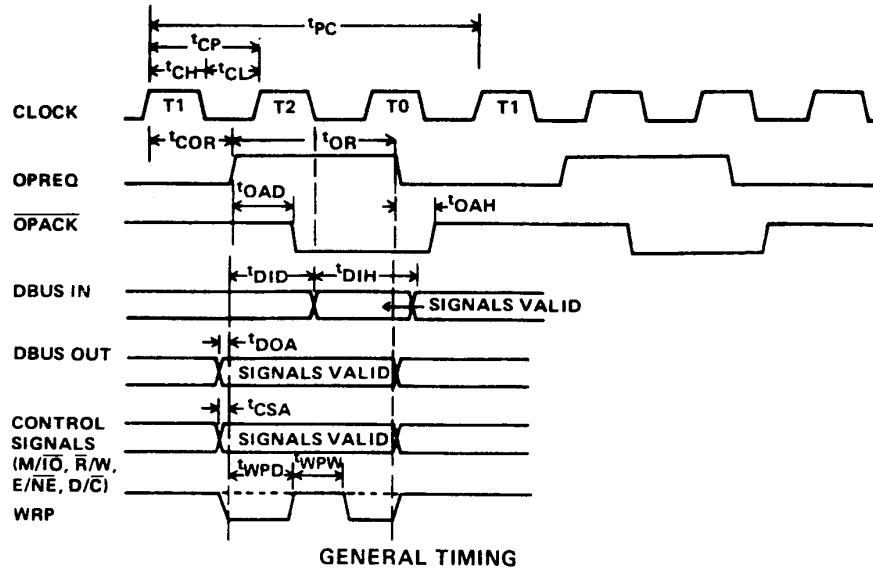 tPC
tCP
tCH tCL
CLOCK T1 T2 T0 T1
tCOR tOR
OPREQ
tOAD tOAH
OPACK
tDID tDIH
DBUS IN SIGNALS VALID
tDOA
DBUS OUT SIGNALS VALID
tCSA
CONTROL SIGNALS VALID
SIGNALS
(M/IO, R/W,
E/NE, D/C)
tWPD tWPW
WRP
GENERAL TIMING